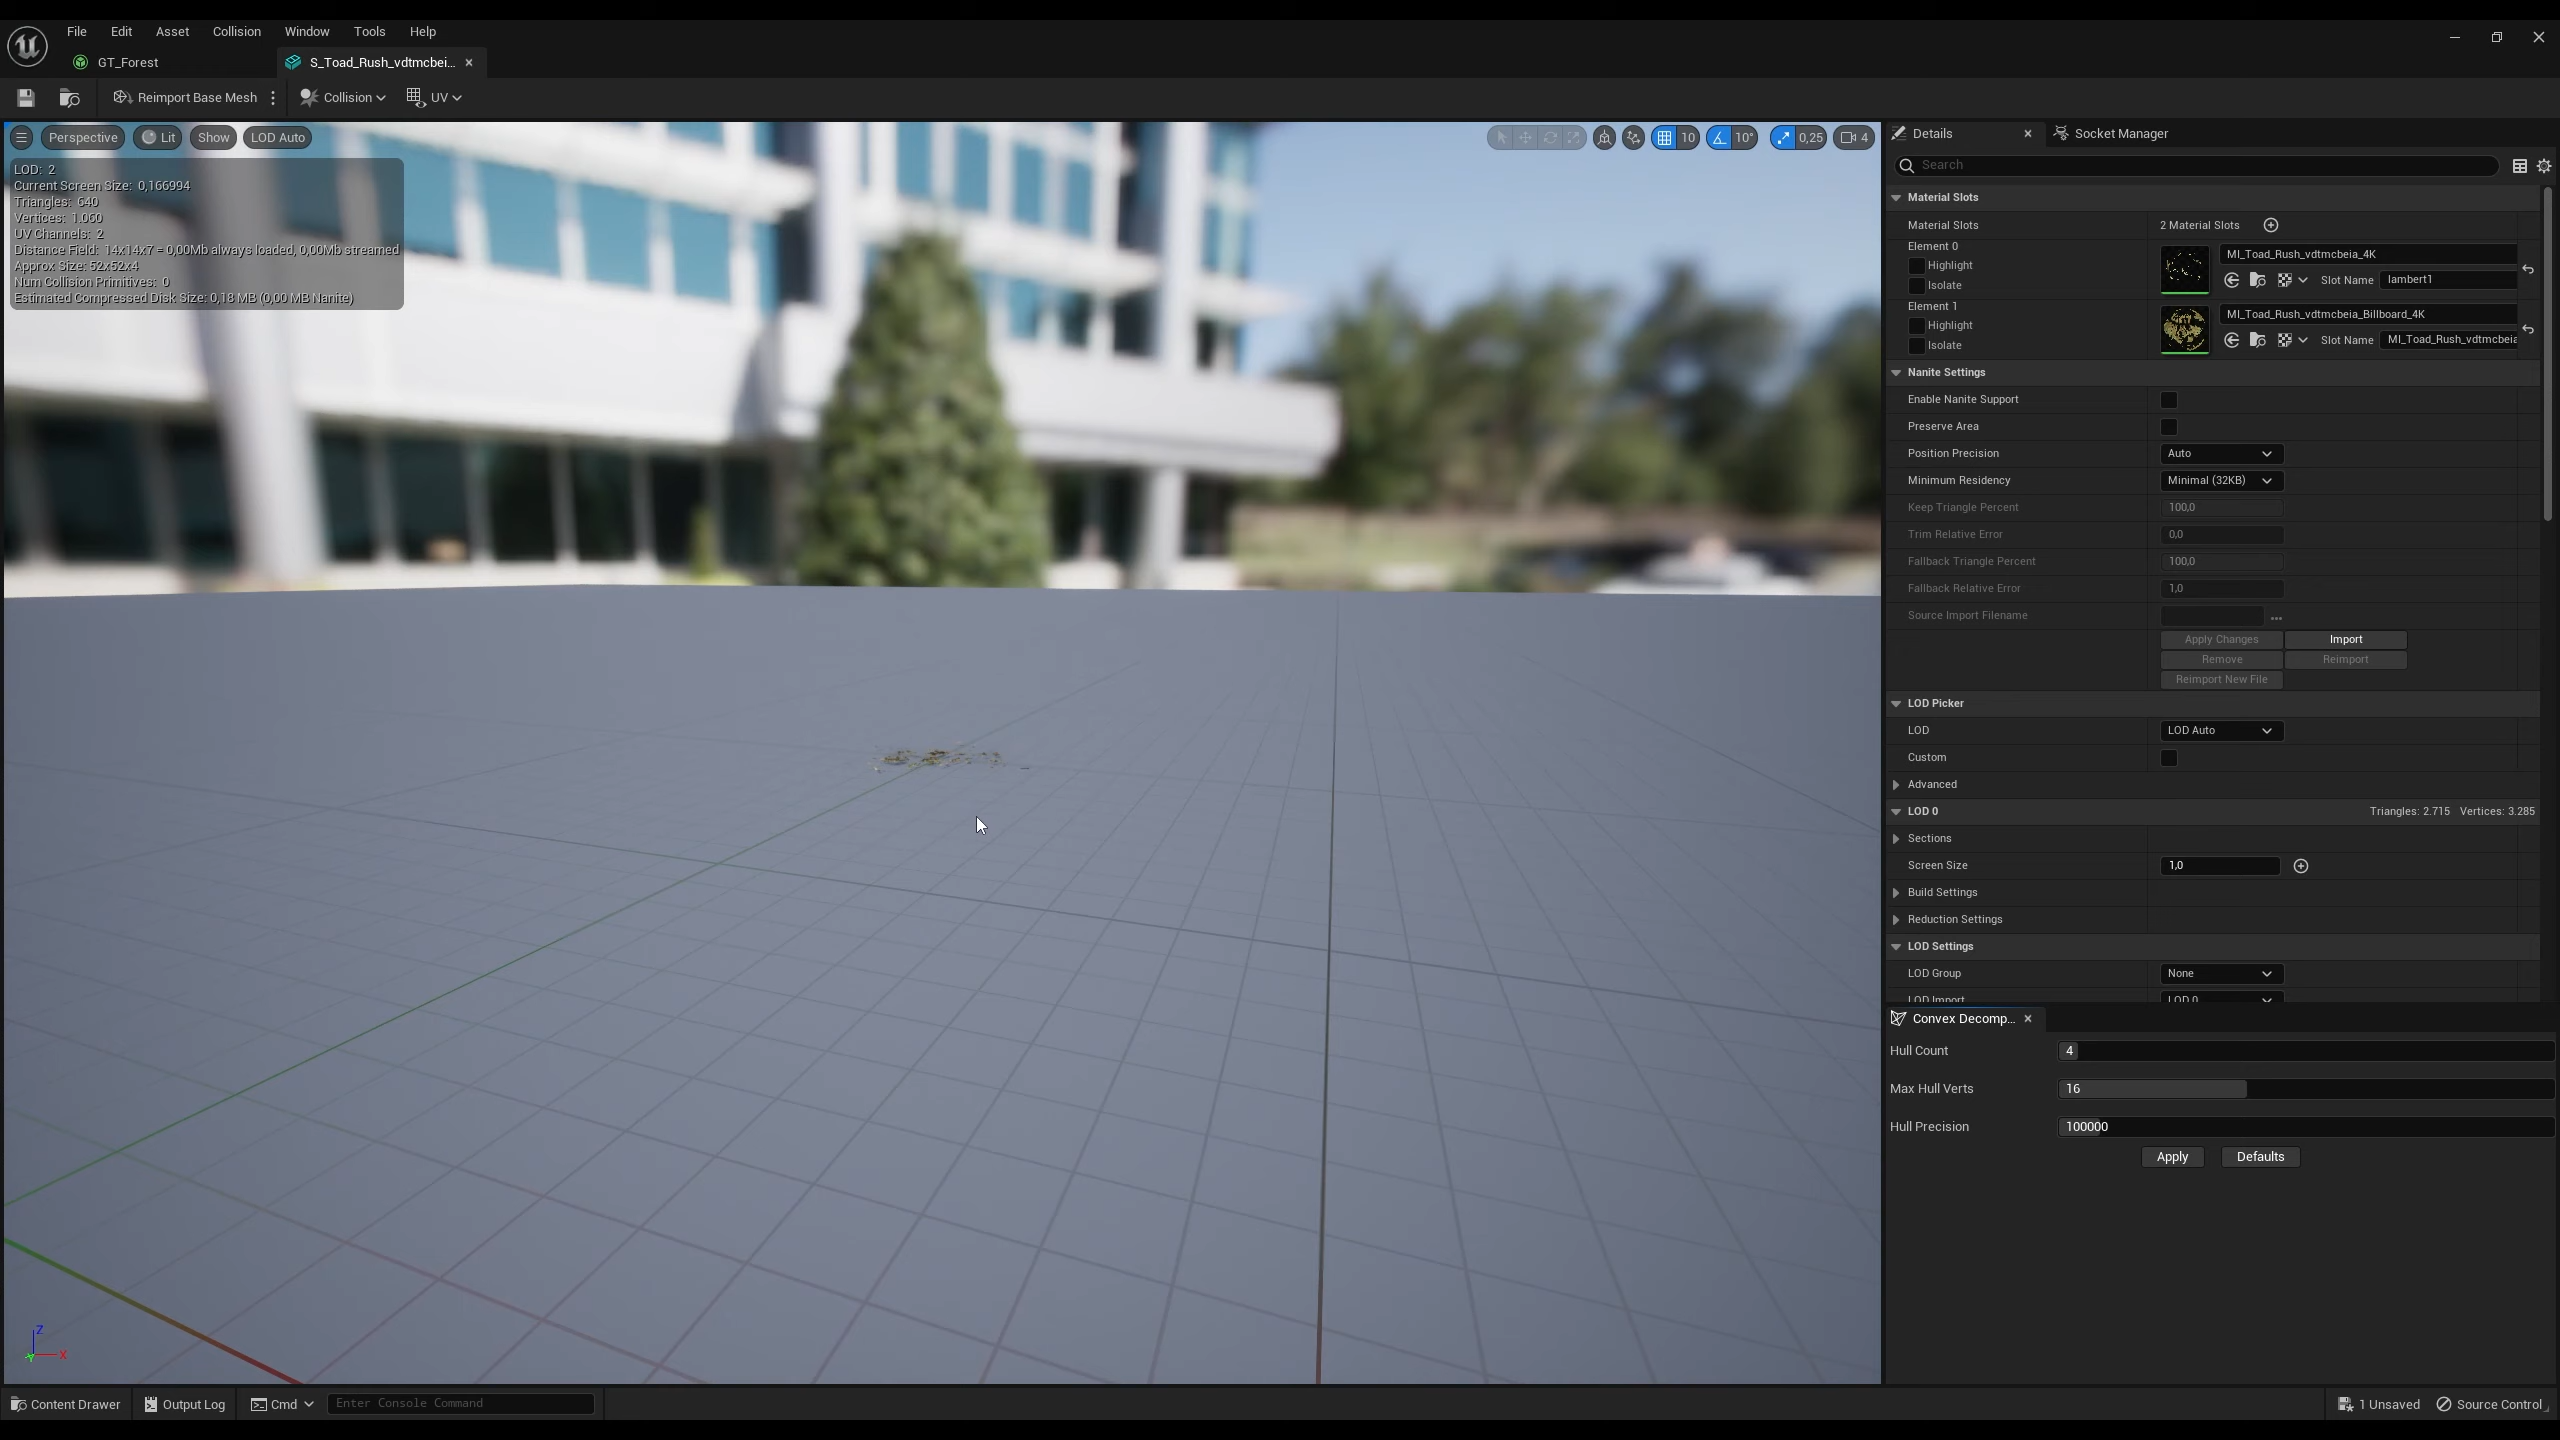 File Edit Asset Collision Window Tools Help
GT_Forest S_Toad_Rush_vdtmcbei...
Reimport Base Mesh Collision UV
Perspective Lit Show LOD Auto 10 10° 0,25 4
LOD: 2
Current Screen Size: 0,166994
Triangles: 640
Vertices: 1.060
UV Channels: 2
Distance Field: 14x14x7 = 0,00Mb always loaded, 0,00Mb streamed
Approx Size: 52x52x4
Num Collision Primitives: 0
Estimated Compressed Disk Size: 0,18 MB (0,00 MB Nanite)
Z
Y X
Details Socket Manager
Search
Material Slots
Material Slots 2 Material Slots
Element 0
Highlight
Isolate
MI_Toad_Rush_vdtmcbeia_4K
Slot Name lambert1
Element 1
Highlight
Isolate
MI_Toad_Rush_vdtmcbeia_Billboard_4K
Slot Name MI_Toad_Rush_vdtmcbeia
Nanite Settings
Enable Nanite Support
Preserve Area
Position Precision Auto
Minimum Residency Minimal (32KB)
Keep Triangle Percent 100,0
Trim Relative Error 0,0
Fallback Triangle Percent 100,0
Fallback Relative Error 1,0
Source Import Filename ...
Apply Changes Import
Remove Reimport
Reimport New File
LOD Picker
LOD LOD Auto
Custom
Advanced
LOD 0 Triangles: 2.715 Vertices: 3.285
Sections
Screen Size 1,0
Build Settings
Reduction Settings
LOD Settings
LOD Group None
LOD Import LOD 0
Convex Decomp...
Hull Count 4
Max Hull Verts 16
Hull Precision 100000
Apply Defaults
Content Drawer Output Log Cmd Enter Console Command 1 Unsaved Source Control